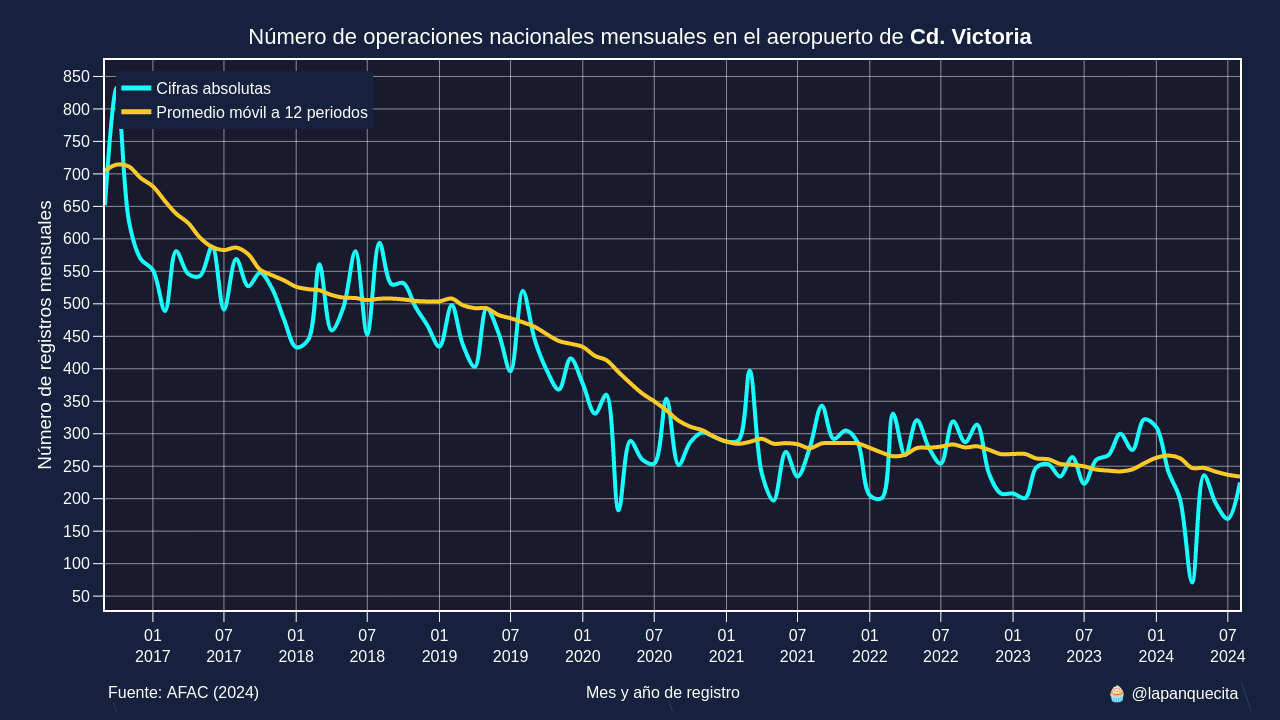 Número de operaciones nacionales mensuales en el aeropuerto de Cd. Victoria
Cifras absolutas
Promedio móvil a 12 periodos
Número de registros mensuales
850
800
750
700
650
600
550
500
450
400
350
300
250
200
150
100
50
01 07 01 07 01 07 01 07 01 07 01 07 01 07 01 07
2017 2017 2018 2018 2019 2019 2020 2020 2021 2021 2022 2022 2023 2023 2024 2024
Fuente: AFAC (2024)
Mes y año de registro
🧁 @lapanquecita